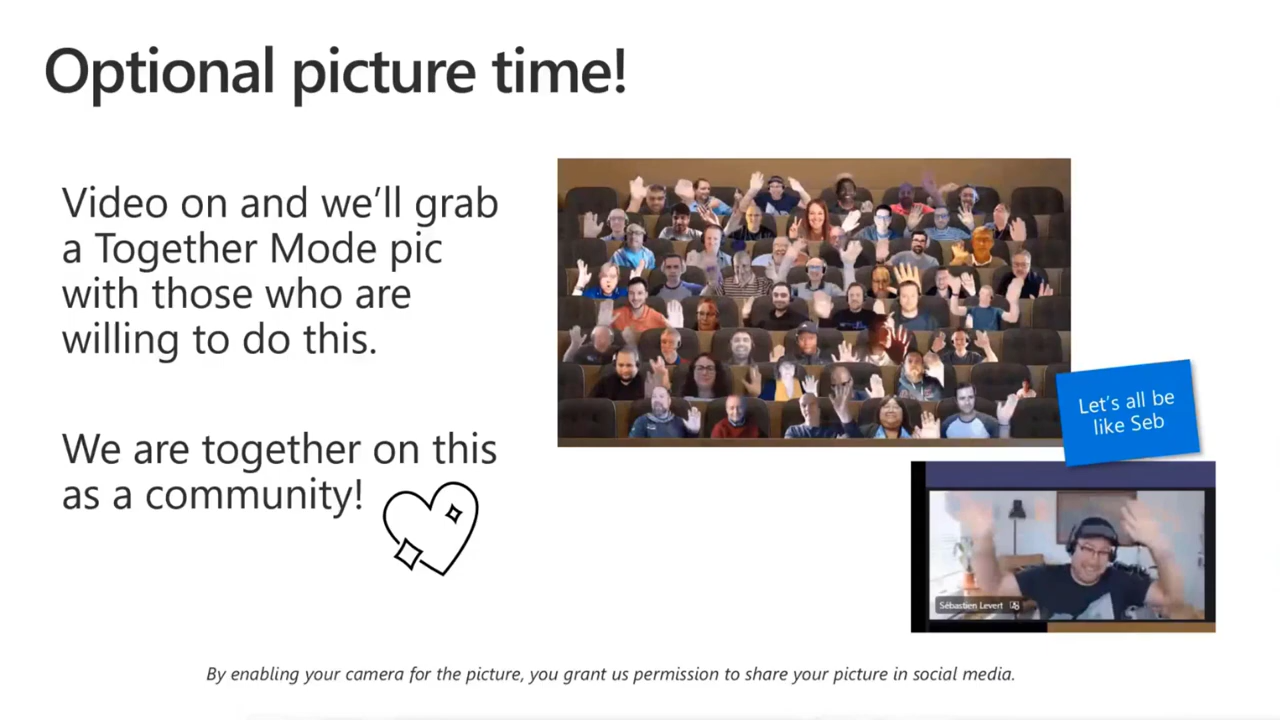 Optional picture time!
Video on and we’ll grab
a Together Mode pic
with those who are
willing to do this.
We are together on this
as a community!
Let’s all be
like Seb
Sébastien Levert
By enabling your camera for the picture, you grant us permission to share your picture in social media.